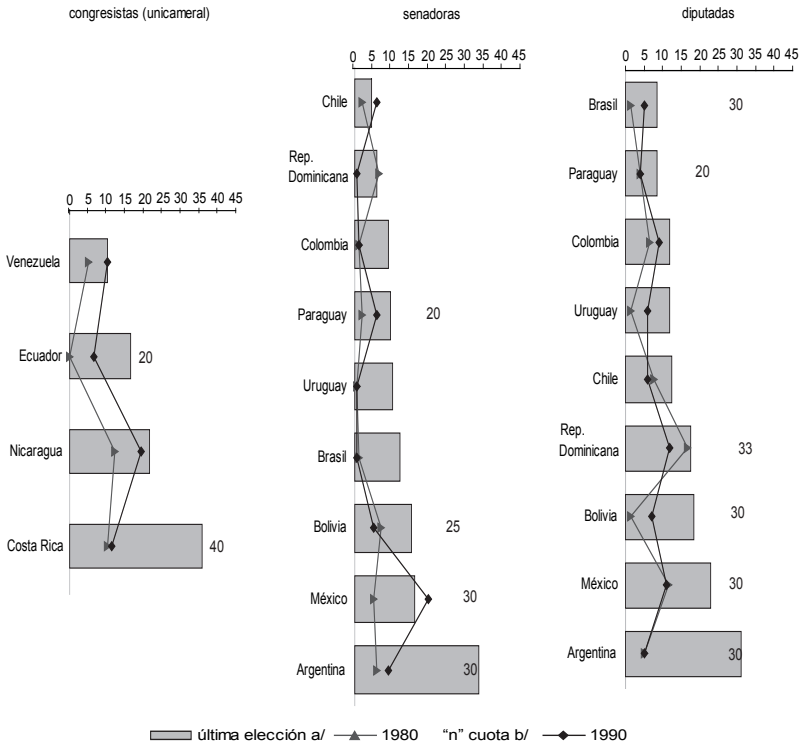 congresistas (unicameral)
0 5 10 15 20 25 30 35 40 45
Venezuela
Ecuador 20
Nicaragua
Costa Rica 40
senadoras
0 5 10 15 20 25 30 35 40 45
Chile
Rep.
Dominicana
Colombia
Paraguay 20
Uruguay
Brasil
Bolivia 25
México 30
Argentina 30
diputadas
0 5 10 15 20 25 30 35 40 45
Brasil 30
Paraguay 20
Colombia
Uruguay
Chile
Rep.
Dominicana 33
Bolivia 30
México 30
Argentina 30
última elección a/ 1980 “n” cuota b/ 1990